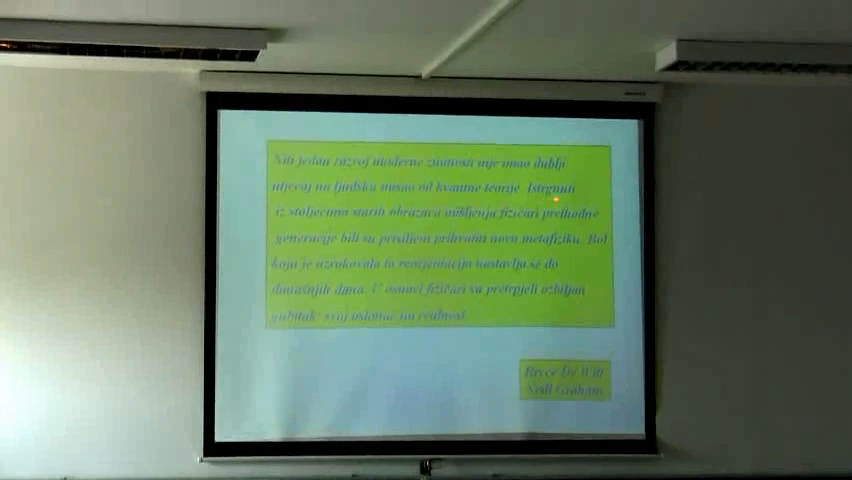 Niti jedan razvoj moderne znanosti nije imao dublji
utjecaj na ljudsku misao od kvantne teorije. Istrgnuti
iz stoljećima starih obrazaca mišljenja fizičari prethodne
generacije bili su prisiljeni prihvatiti novu metafiziku. Bol
koju je uzrokovala ta reorjentacija nastavlja se do
današnjih dana. U osnovi fizičari su pretrpjeli ozbiljan
gubitak: svoj oslonac na realnost.
Bryce De Witt
Neill Graham